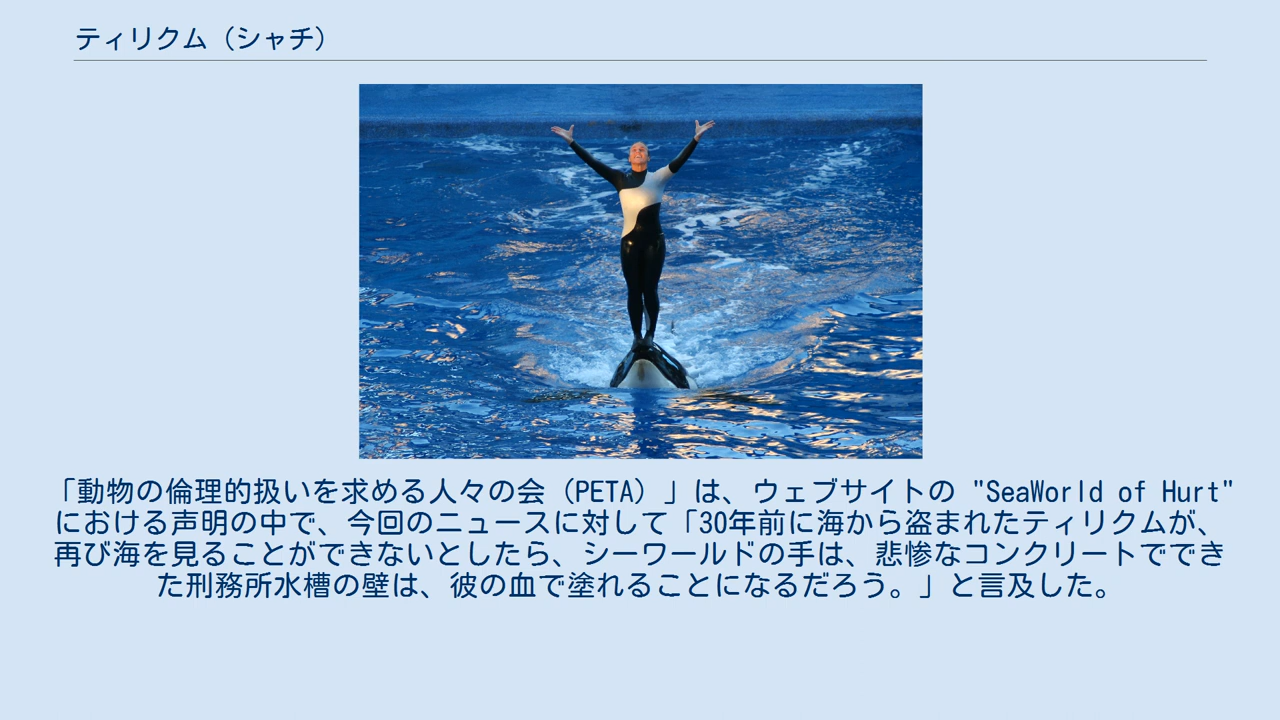 ティリクム（シャチ）
「動物の倫理的扱いを求める人々の会（PETA）」は、ウェブサイトの "SeaWorld of Hurt"
における声明の中で、今回のニュースに対して「30年前に海から盗まれたティリクムが、
再び海を見ることができないとしたら、シーワールドの手は、悲惨なコンクリートででき
た刑務所水槽の壁は、彼の血で塗れることになるだろう。」と言及した。